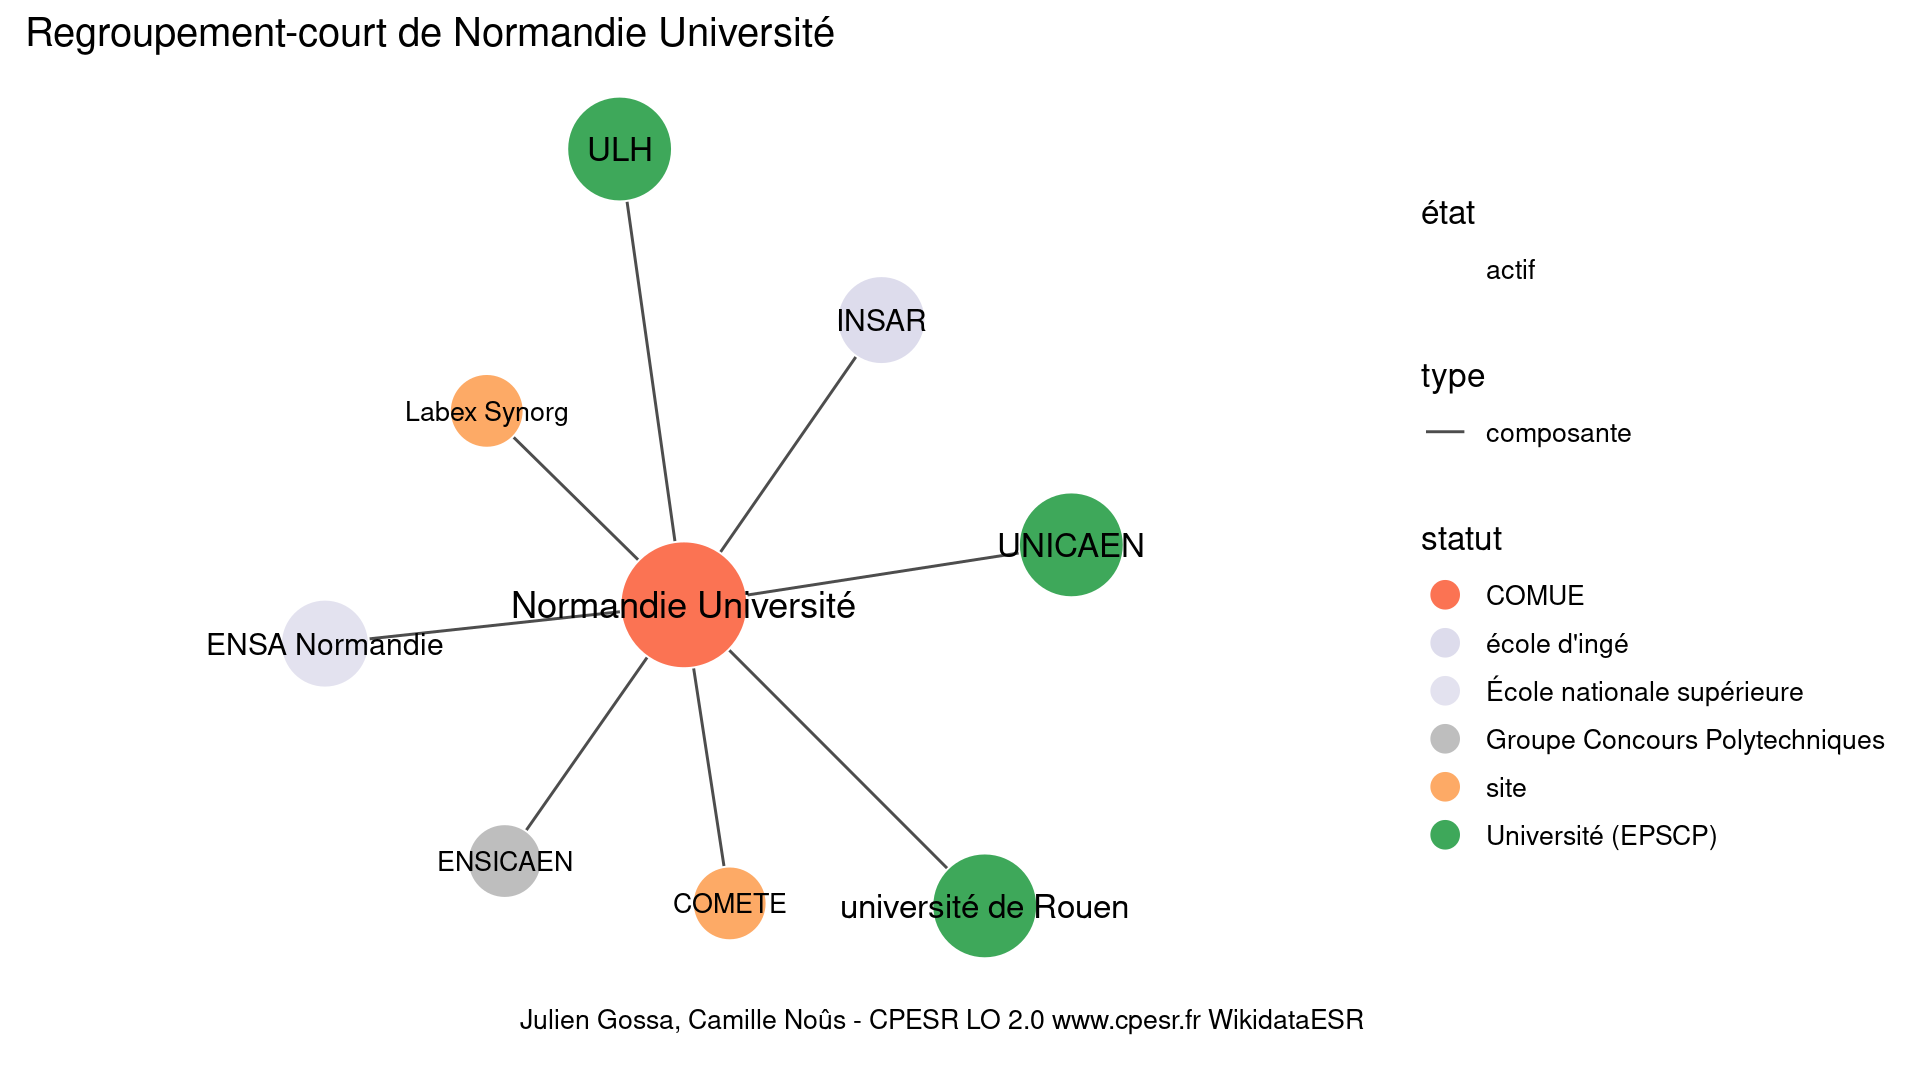 Regroupement-court de Normandie Université
ULH
INSAR
Labex Synorg
UNICAEN
Normandie Université
ENSA Normandie
ENSICAEN
COMETE
université de Rouen
état
actif
type
composante
statut
COMUE
école d'ingé
École nationale supérieure
Groupe Concours Polytechniques
site
Université (EPSCP)
Julien Gossa, Camille Noûs - CPESR LO 2.0 www.cpesr.fr WikidataESR